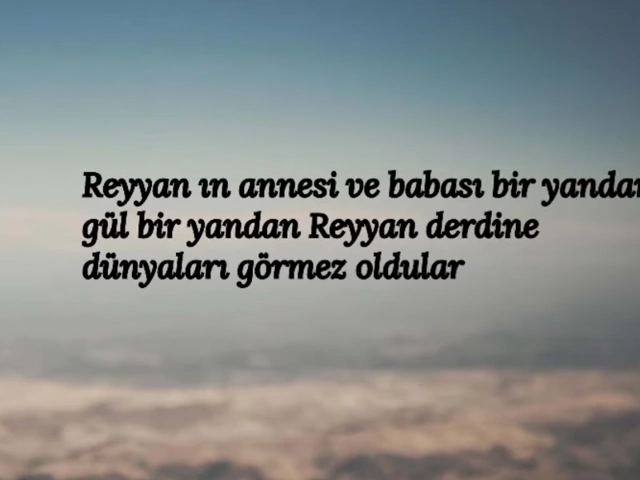 Reyyan ın annesi ve babası bir yandan
gül bir yandan Reyyan derdine
dünyaları görmez oldular